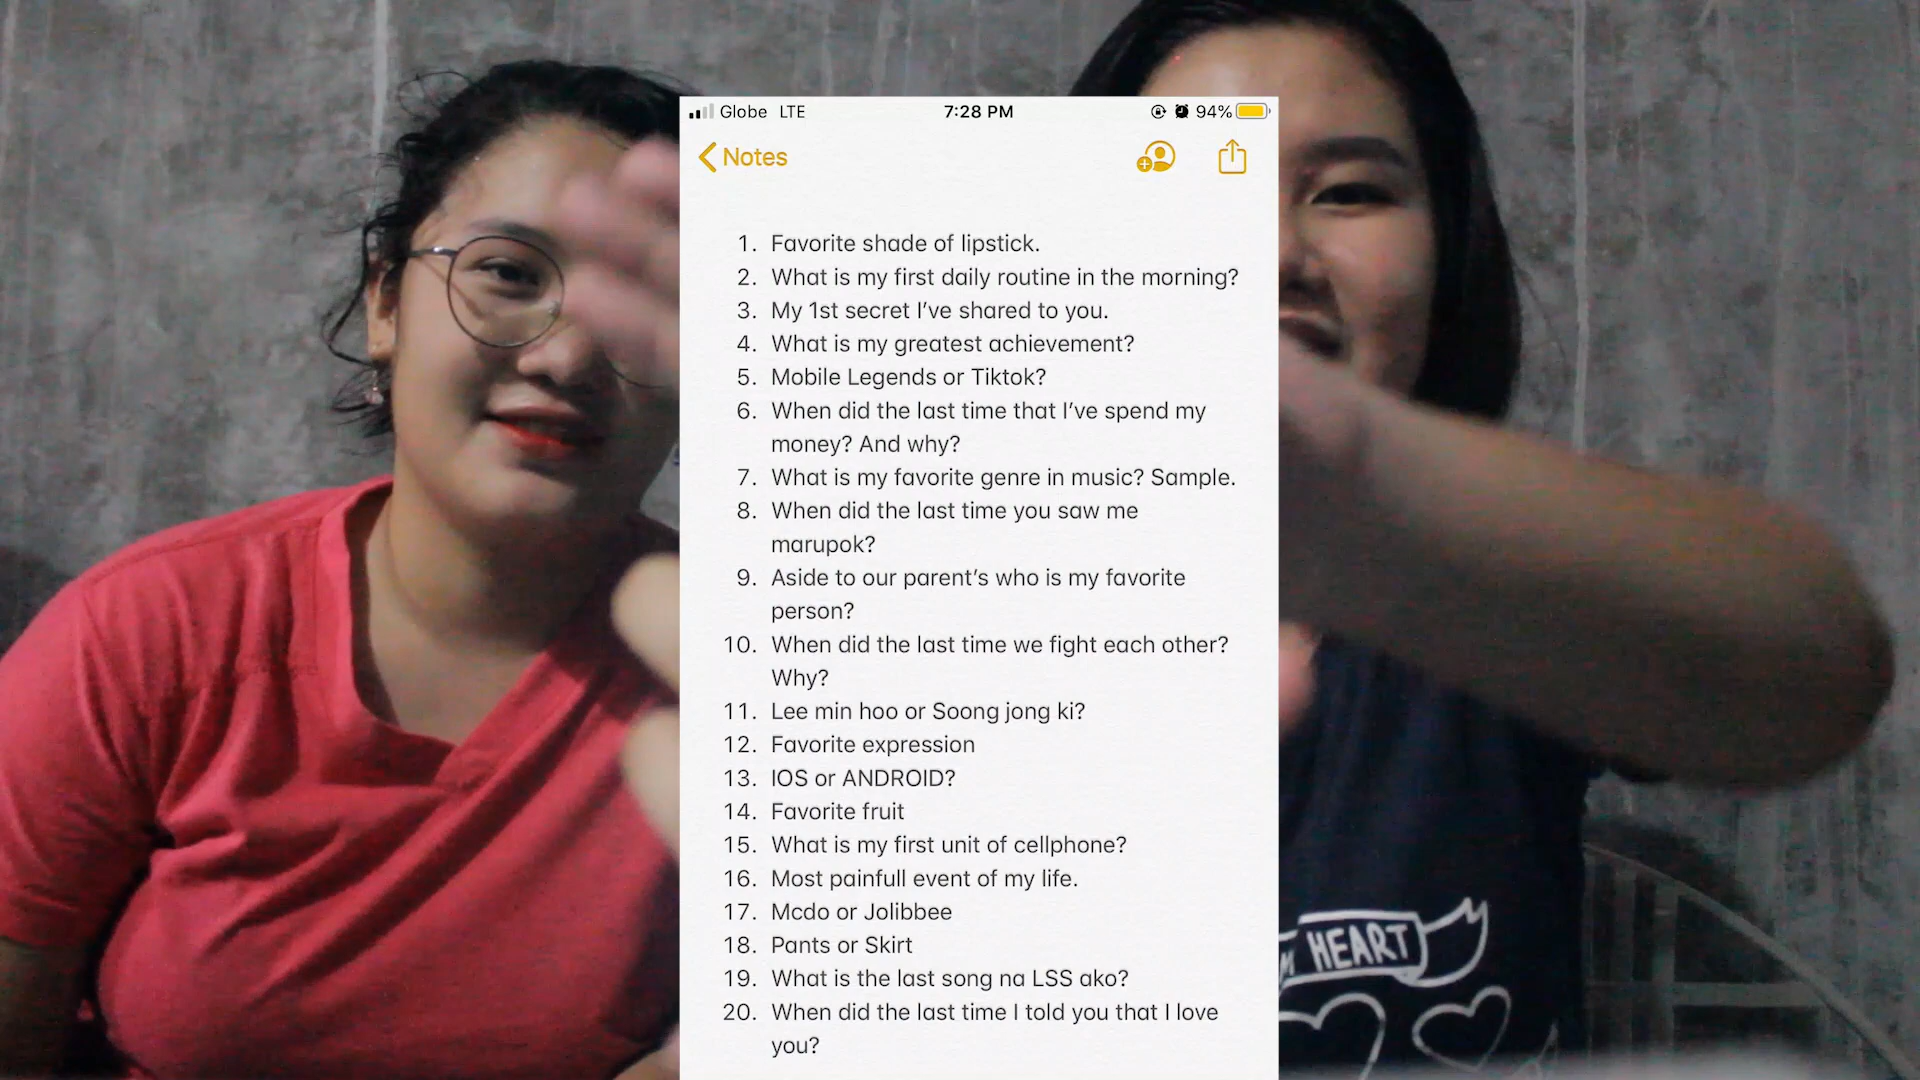 Globe LTE 7:28 PM 94%
Notes
1. Favorite shade of lipstick.
2. What is my first daily routine in the morning?
3. My 1st secret I’ve shared to you.
4. What is my greatest achievement?
5. Mobile Legends or Tiktok?
6. When did the last time that I’ve spend my
money? And why?
7. What is my favorite genre in music? Sample.
8. When did the last time you saw me
marupok?
9. Aside to our parent’s who is my favorite
person?
10. When did the last time we fight each other?
Why?
11. Lee min hoo or Soong jong ki?
12. Favorite expression
13. IOS or ANDROID?
14. Favorite fruit
15. What is my first unit of cellphone?
16. Most painfull event of my life.
17. Mcdo or Jolibbee
18. Pants or Skirt
19. What is the last song na LSS ako?
20. When did the last time I told you that I love
you?
HEART